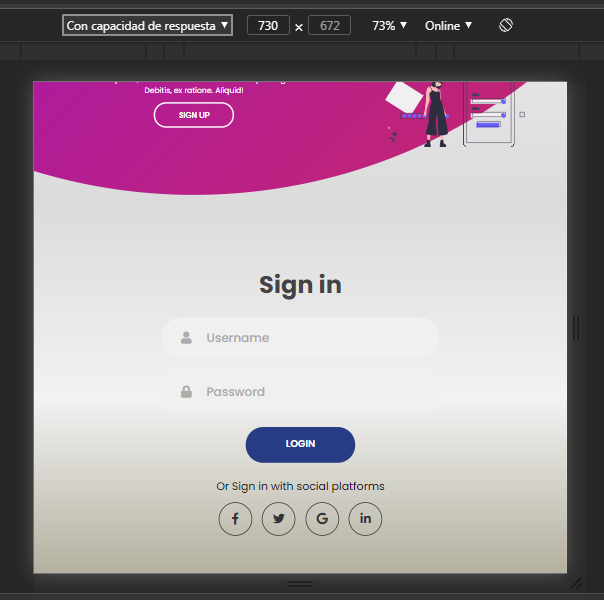 Con capacidad de respuesta ▼ 730 × 672 73% ▼ Online ▼
Debitis, ex ratione. Aliquid!
SIGN UP
Sign in
Username
Password
LOGIN
Or Sign in with social platforms